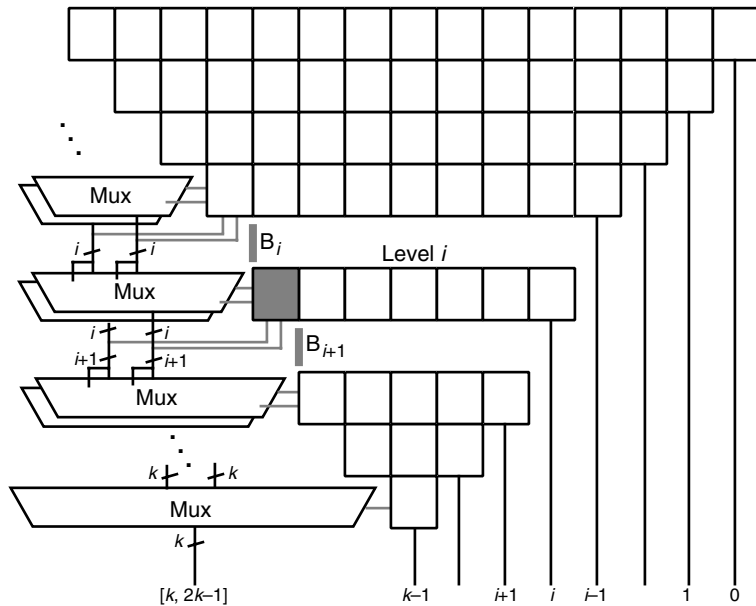 Mux
i i
B_i
Level i
Mux
i i
i+1 i+1
B_{i+1}
Mux
k k
Mux
k
[k, 2k–1] k–1 i+1 i i–1 1 0